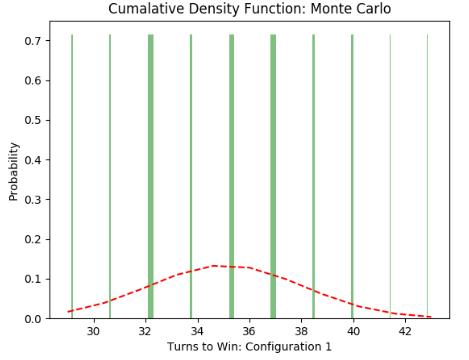 Cumalative Density Function: Monte Carlo
0.7
0.6
0.5
0.4
0.3
0.2
0.1
0.0
Probability
30 32 34 36 38 40 42
Turns to Win: Configuration 1